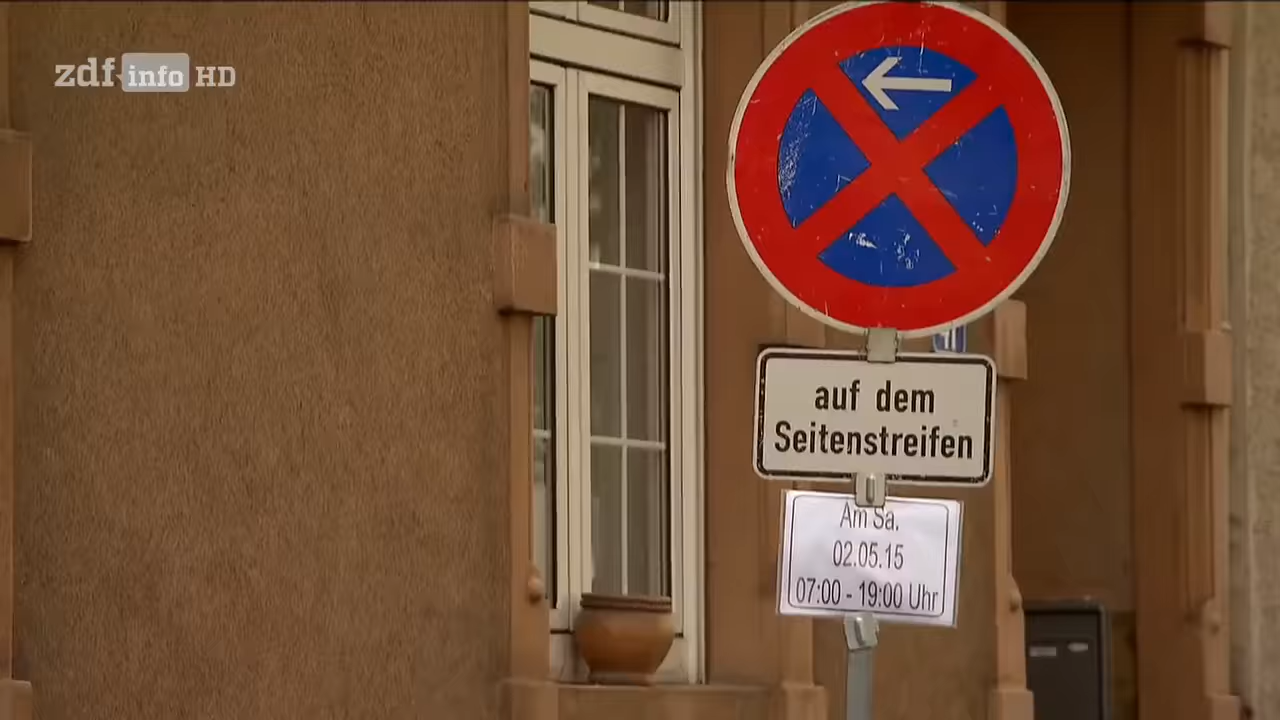 zdf info HD
auf dem
Seitenstreifen
Am Sa.
02.05.15
07:00 - 19:00 Uhr